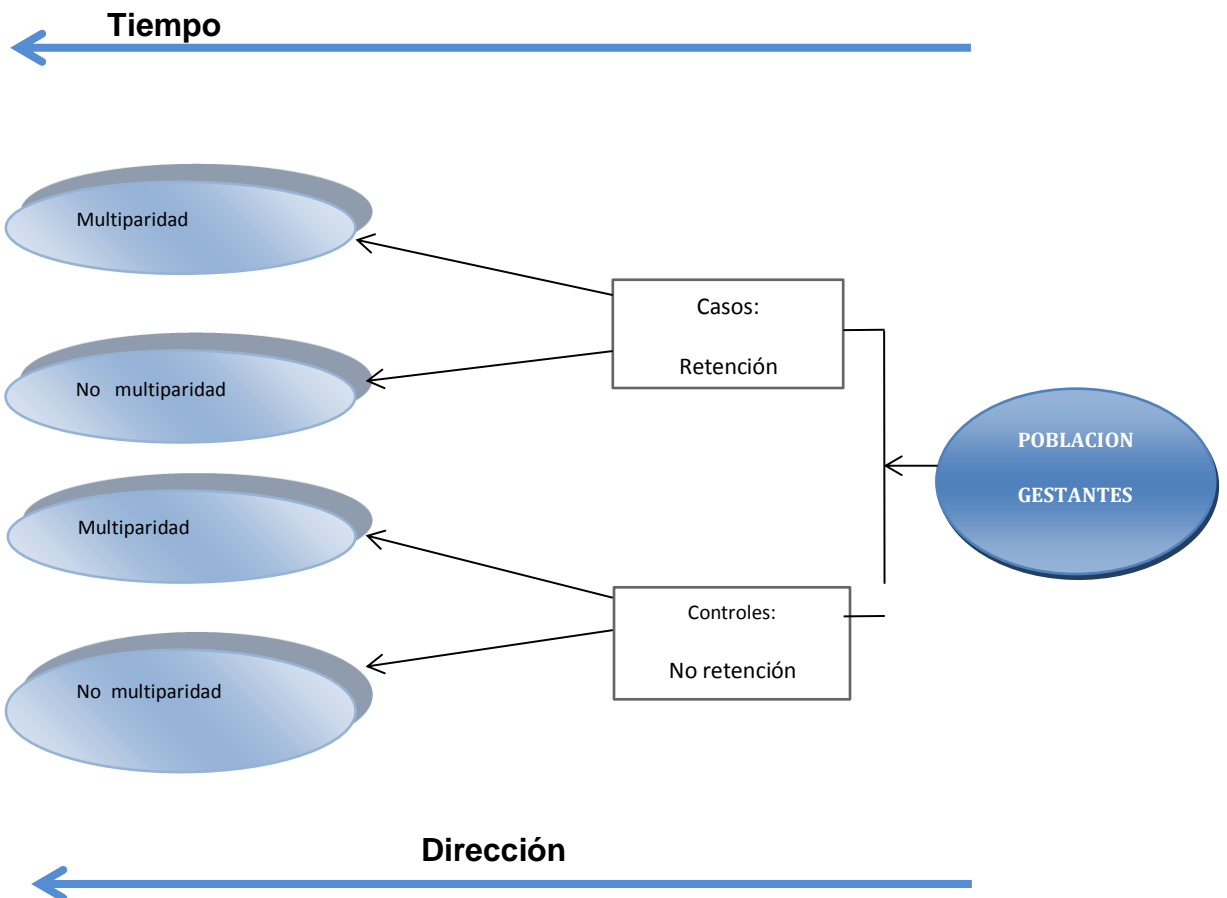 Tiempo
Multiparidad
No multiparidad
Multiparidad
No multiparidad
Casos:
Retención
Controles:
No retención
POBLACION
GESTANTES
Dirección